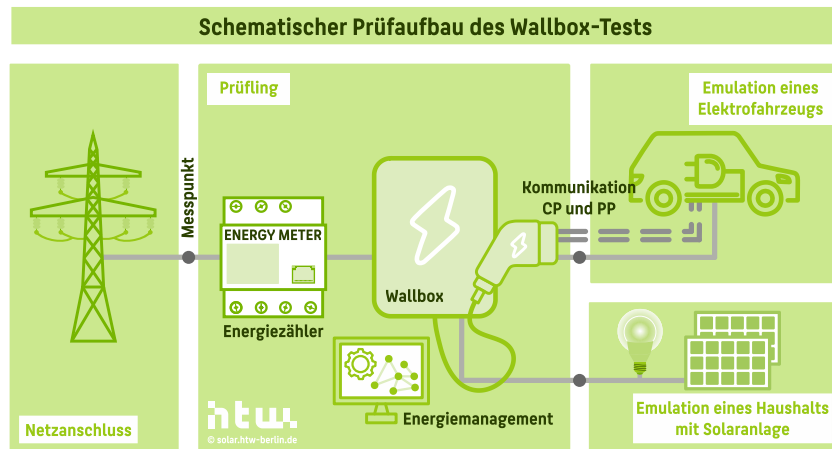 Schematischer Prüfaufbau des Wallbox-Tests
Prüfling
Emulation eines
Elektrofahrzeugs
Messpunkt
Kommunikation
CP und PP
ENERGY METER
Wallbox
Energiezähler
Energiemanagement
Emulation eines Haushalts
mit Solaranlage
Netzanschluss
htw.
© solar.htw-berlin.de